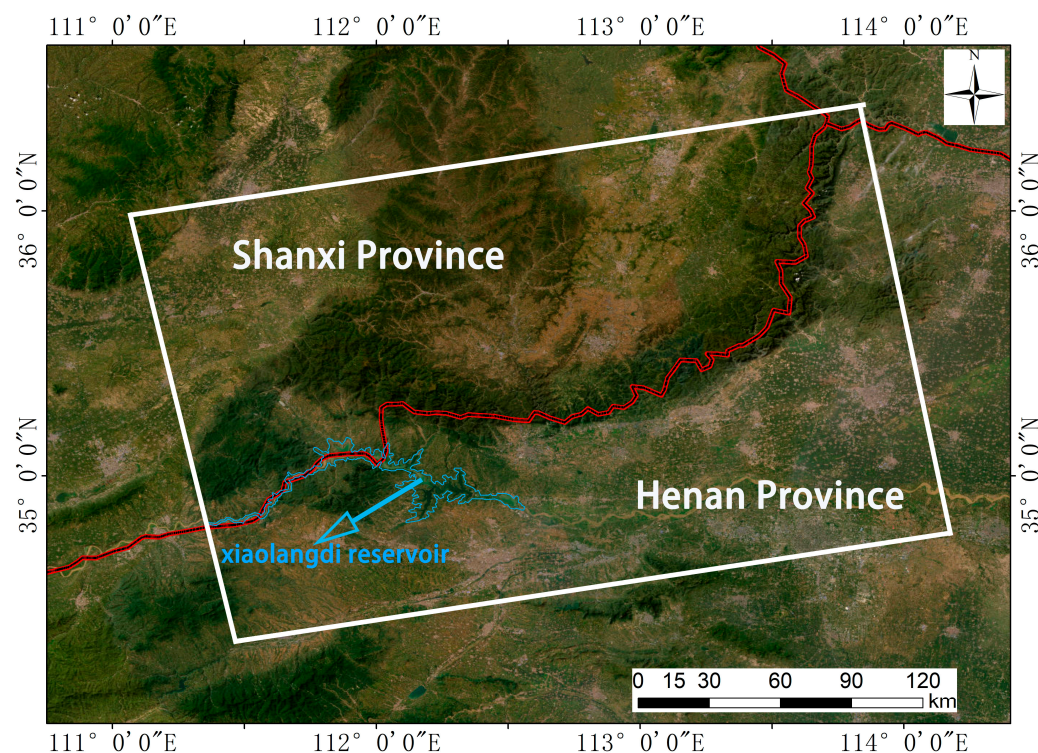 111° 0′0″E 112° 0′0″E 113° 0′0″E 114° 0′0″E
N
36° 0′0″N
36° 0′0″N
Shanxi Province
35° 0′0″N
35° 0′0″N
Henan Province
xiaolangdi reservoir
0 15 30 60 90 120
km
111° 0′0″E 112° 0′0″E 113° 0′0″E 114° 0′0″E